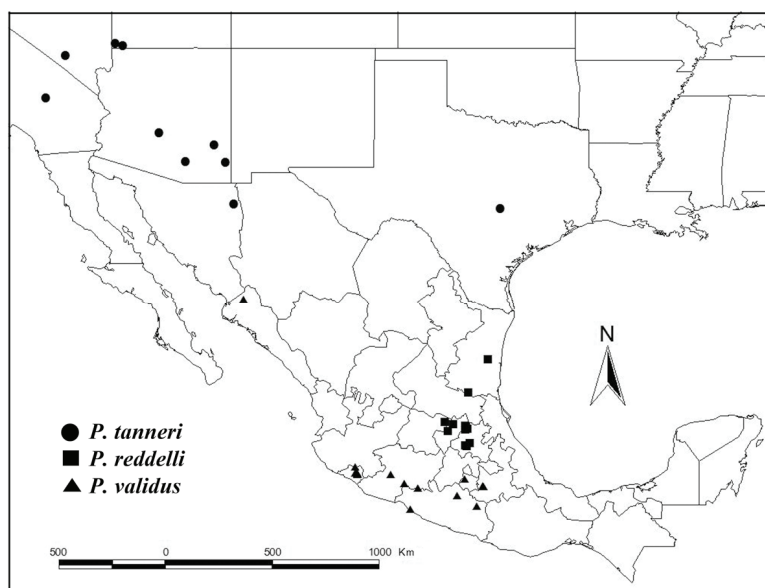 N
P. tanneri
P. reddelli
P. validus
500 0 500 1000 Km